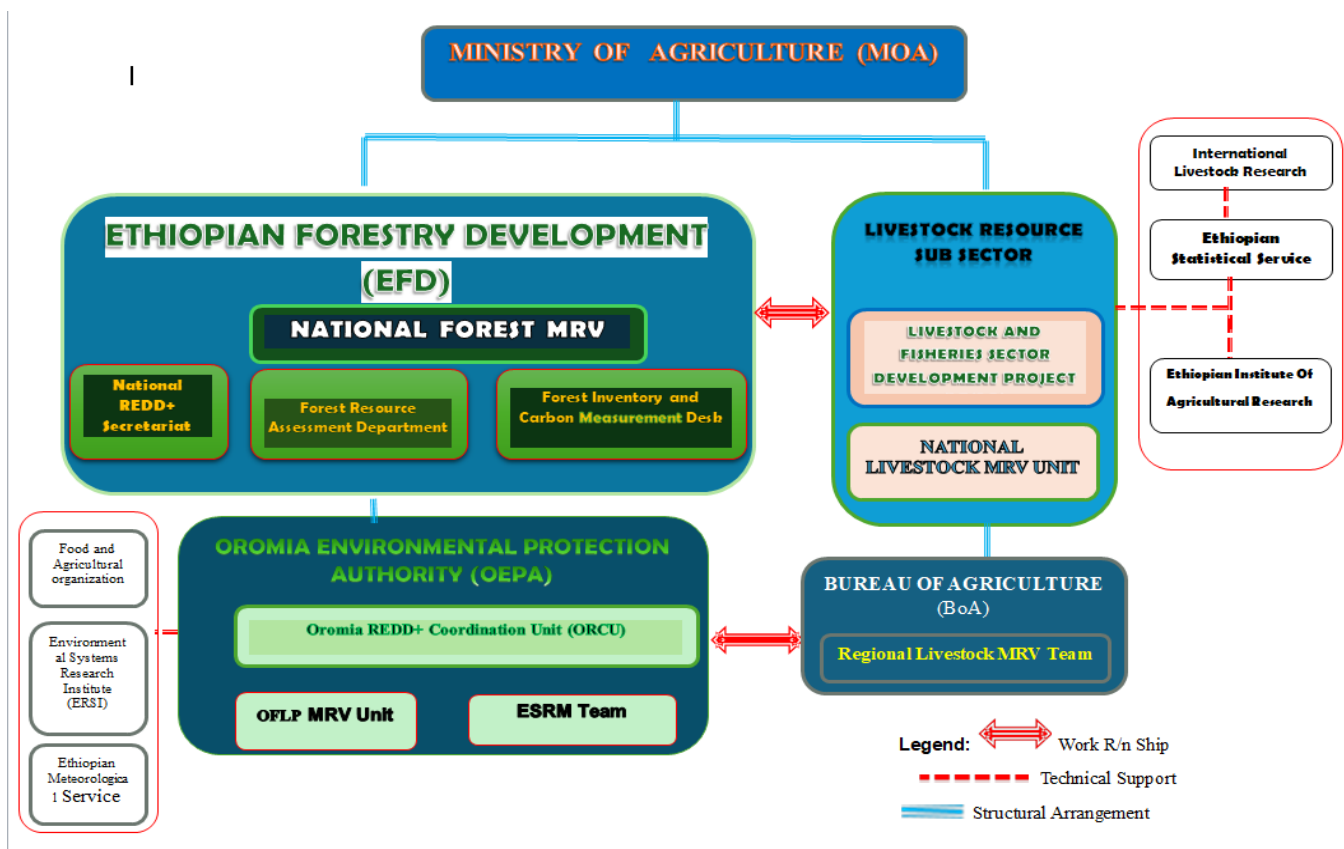 MINISTRY OF AGRICULTURE (MOA)
I
ETHIOPIAN FORESTRY DEVELOPMENT
(EFD)
NATIONAL FOREST MRV
National
REDD+
Secretariat
Forest Resource
Assessment Department
Forest Inventory and
Carbon Measurement Desk
LIVESTOCK RESOURCE
SUB SECTOR
LIVESTOCK AND
FISHERIES SECTOR
DEVELOPMENT PROJECT
NATIONAL
LIVESTOCK MRV UNIT
International
Livestock Research
Ethiopian
Statistical Service
Ethiopian Institute Of
Agricultural Research
Food and
Agricultural
organization
Environment
al Systems
Research
Institute
(ERSI)
Ethiopian
Meteorologica
l Service
OROMIA ENVIRONMENTAL PROTECTION
AUTHORITY (OEPA)
Oromia REDD+ Coordination Unit (ORCU)
OFLP MRV Unit
ESRM Team
BUREAU OF AGRICULTURE
(BoA)
Regional Livestock MRV Team
Legend:
Work R/n Ship
Technical Support
Structural Arrangement